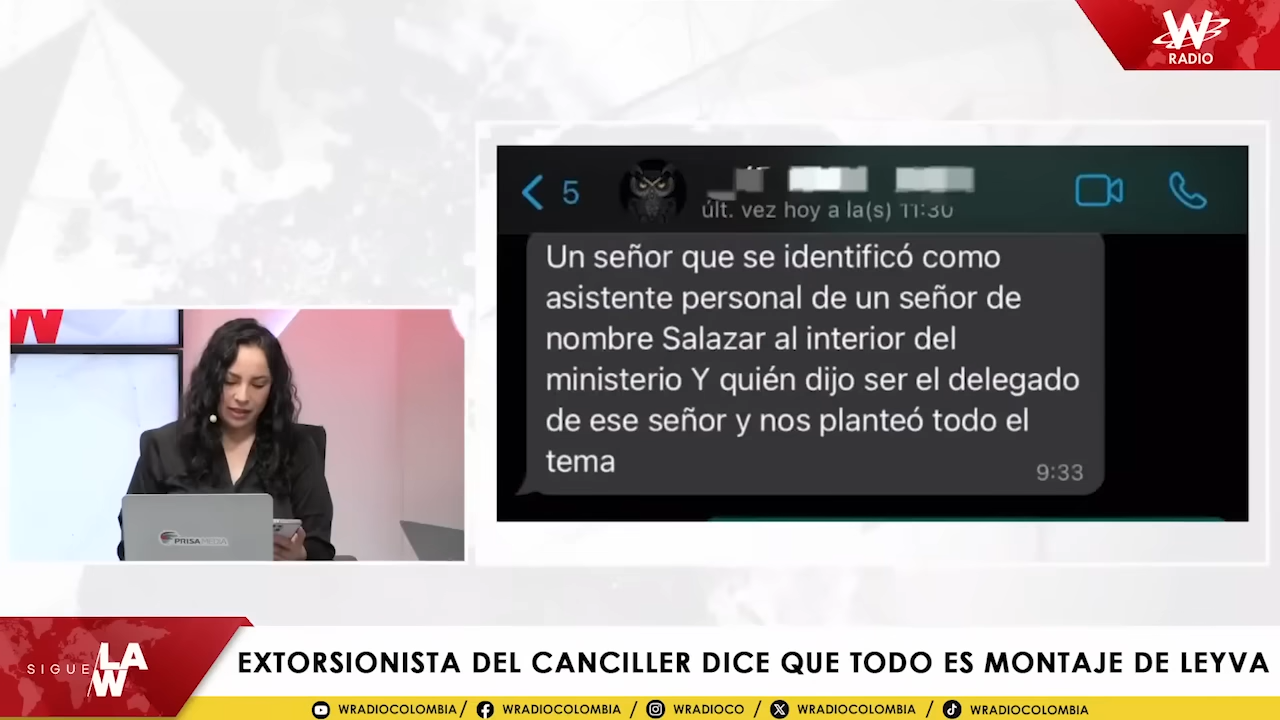 W
RADIO
5
últ. vez hoy a la(s) 11:30
Un señor que se identificó como
asistente personal de un señor de
nombre Salazar al interior del
ministerio Y quién dijo ser el delegado
de ese señor y nos planteó todo el
tema
9:33
W
PRISA MEDIA
SIGUE LA W
EXTORSIONISTA DEL CANCILLER DICE QUE TODO ES MONTAJE DE LEYVA
WRADIOCOLOMBIA / WRADIOCOLOMBIA / WRADIOCO / WRADIOCOLOMBIA / WRADIOCOLOMBIA